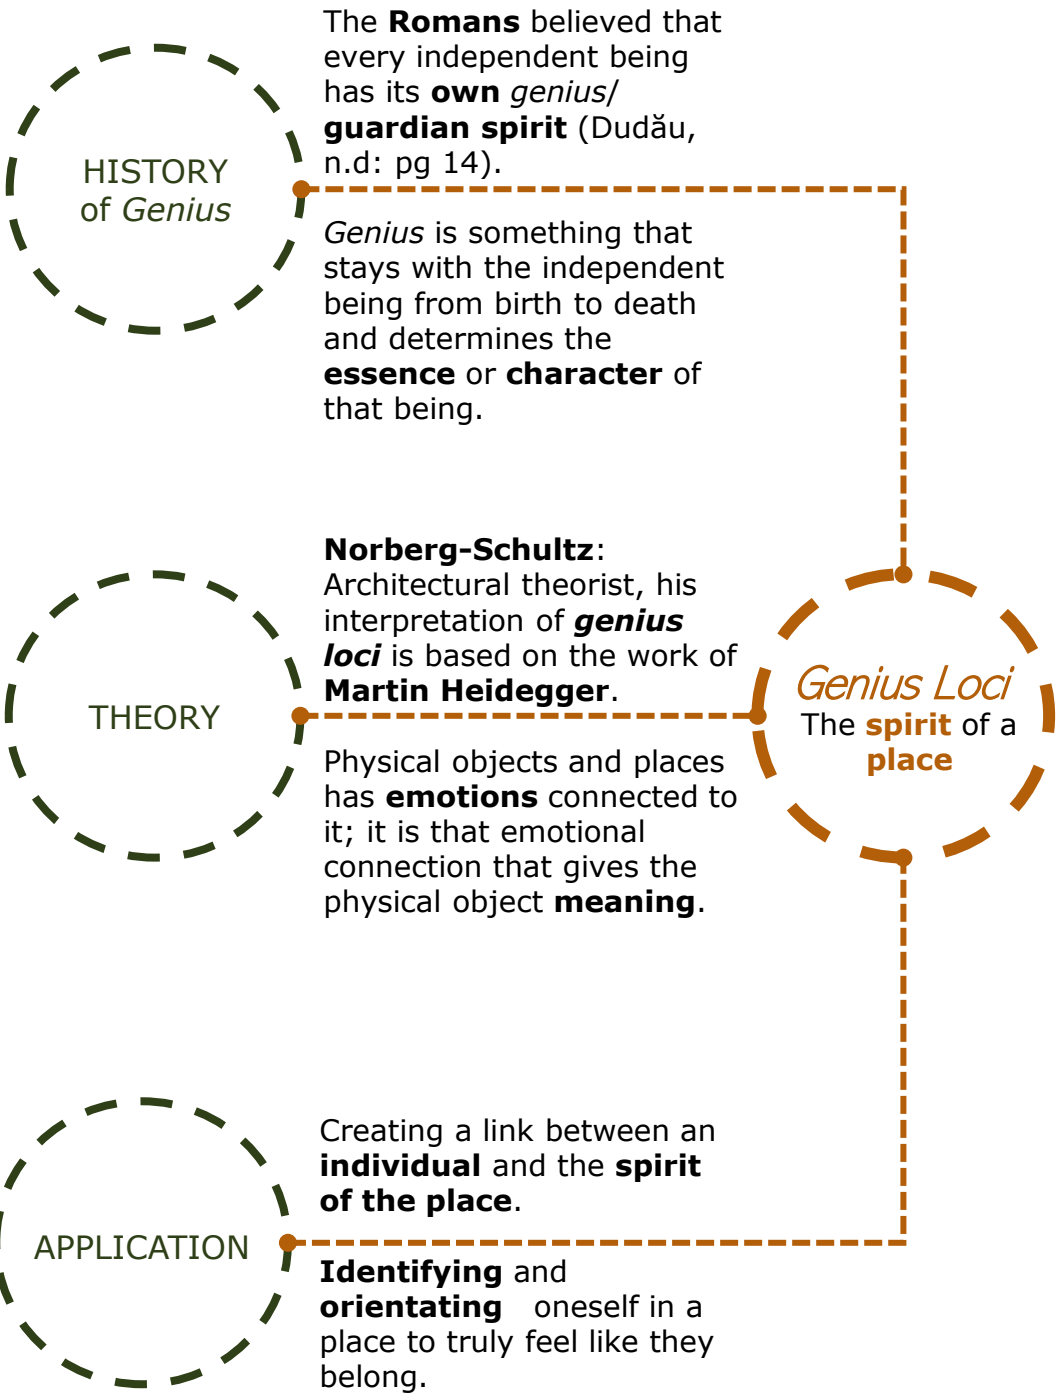 The Romans believed that
every independent being
has its own genius/
guardian spirit (Dudău,
n.d: pg 14).
HISTORY
of Genius
Genius is something that
stays with the independent
being from birth to death
and determines the
essence or character of
that being.
Norberg-Schultz:
Architectural theorist, his
interpretation of genius
loci is based on the work of
Martin Heidegger.
THEORY
Genius Loci
The spirit of a
place
Physical objects and places
has emotions connected to
it; it is that emotional
connection that gives the
physical object meaning.
Creating a link between an
individual and the spirit
of the place.
APPLICATION
Identifying and
orientating oneself in a
place to truly feel like they
belong.